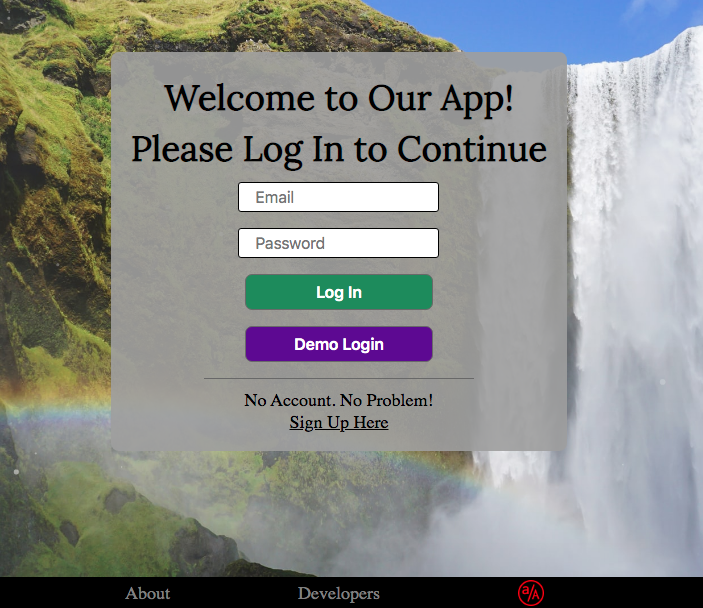 Welcome to Our App!
Please Log In to Continue
Email
Password
Log In
Demo Login
No Account. No Problem!
Sign Up Here
About
Developers
a/A